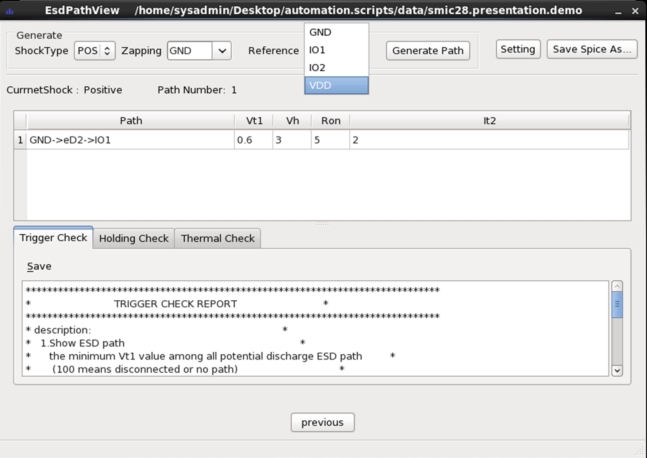 EsdPathView /home/sysadmin/Desktop/automation.scripts/data/smic28.presentation.demo
Generate
ShockType POS Zapping GND Reference
GND
IO1
IO2
VDD
Generate Path Setting Save Spice As...
CurrnetShock : Positive Path Number: 1
Path Vt1 Vh Ron It2
1 GND->eD2->IO1 0.6 3 5 2
Trigger Check Holding Check Thermal Check
Save
********************************************************************************
* TRIGGER CHECK REPORT *
********************************************************************************
* description: *
* 1.Show ESD path *
* the minimum Vt1 value among all potential discharge ESD path *
* (100 means disconnected or no path) *
previous